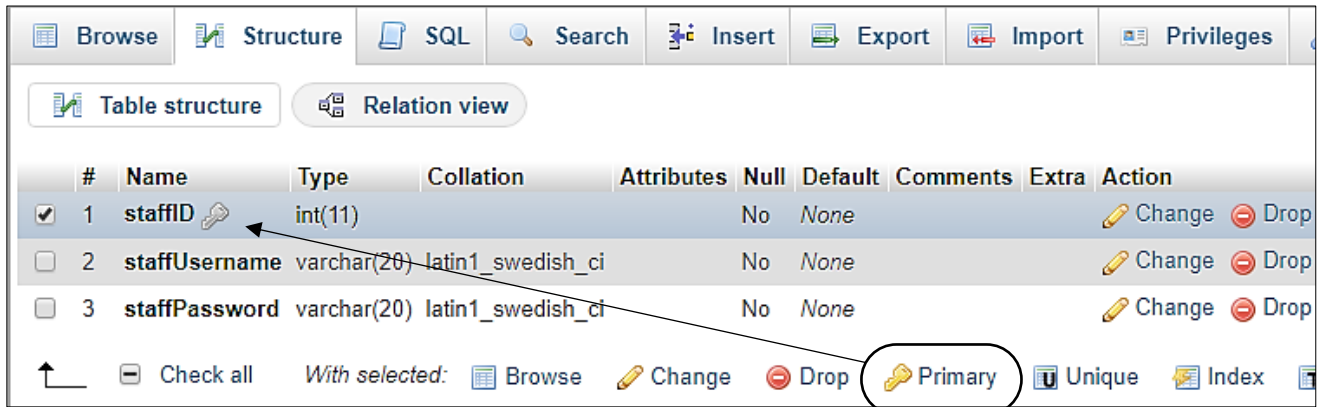 Browse Structure SQL Search Insert Export Import Privileges
Table structure Relation view
# Name Type Collation Attributes Null Default Comments Extra Action
1 staffID int(11) No None Change Drop
2 staffUsername varchar(20) latin1_swedish_ci No None Change Drop
3 staffPassword varchar(20) latin1_swedish_ci No None Change Drop
Check all With selected: Browse Change Drop Primary U Unique Index